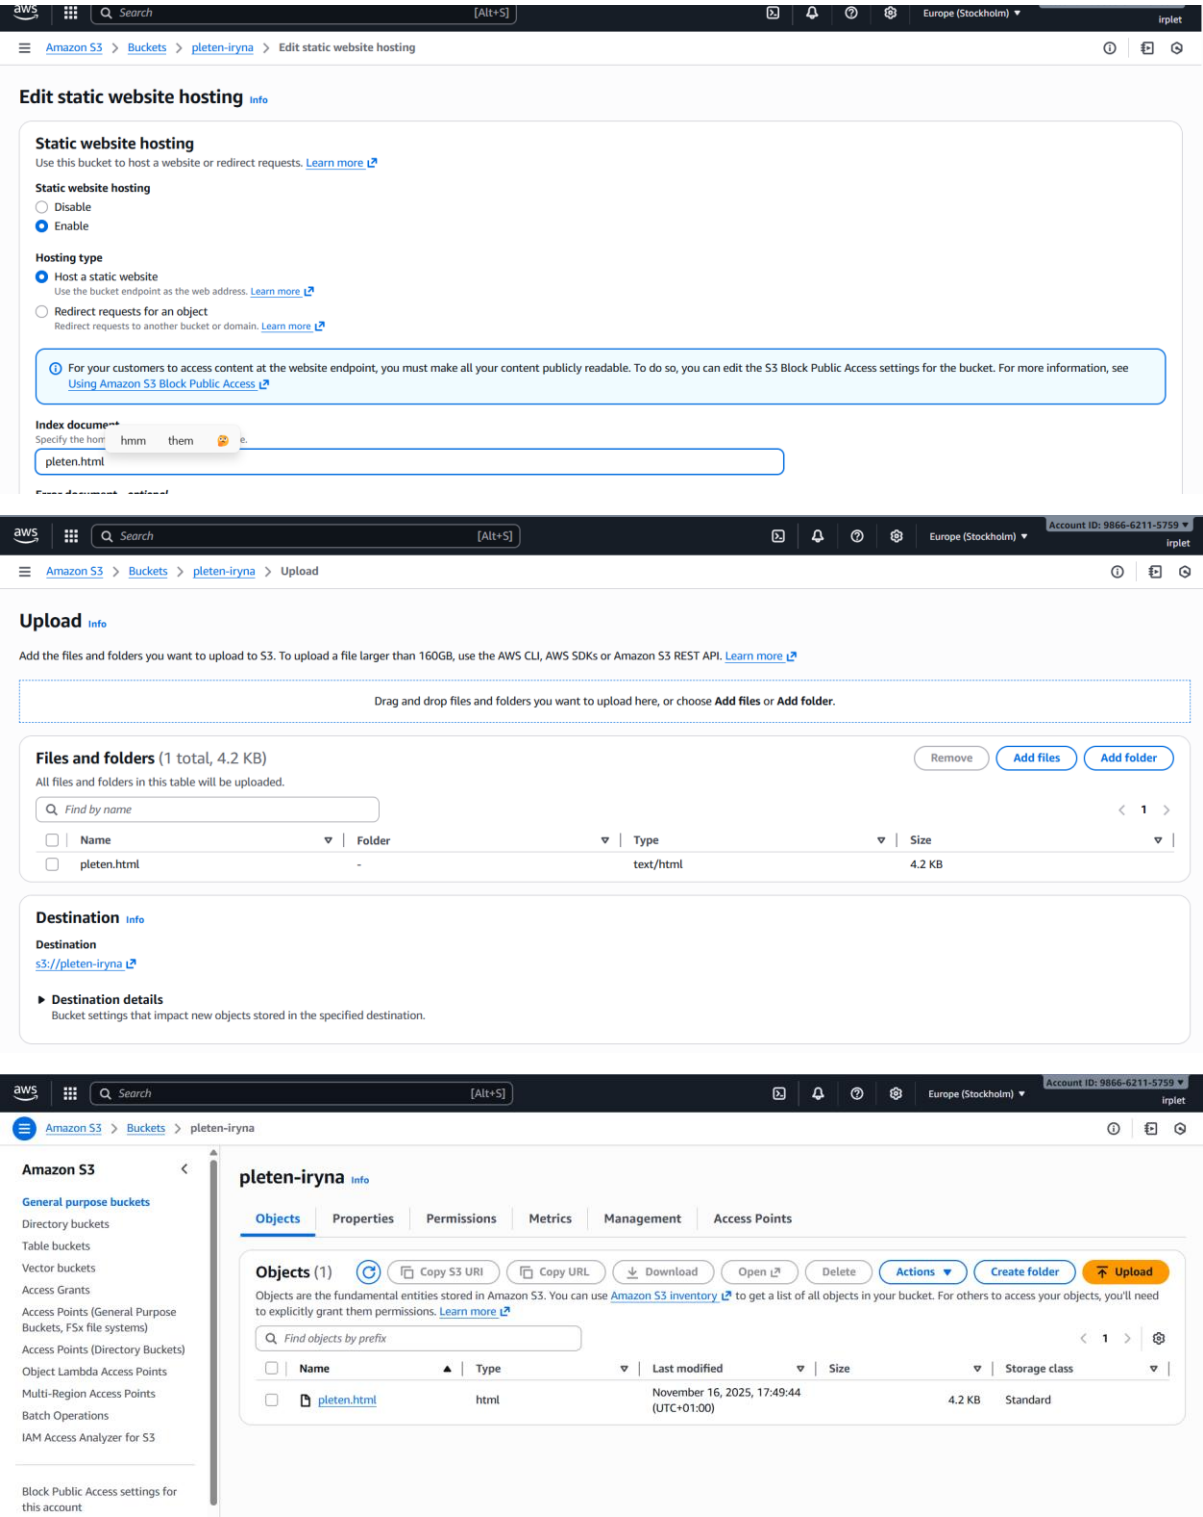 aws
Search
[Alt+S]
Europe (Stockholm)
irplet
Amazon S3 > Buckets > pleten-iryna > Edit static website hosting
Edit static website hosting Info
Static website hosting
Use this bucket to host a website or redirect requests. Learn more
Static website hosting
Disable
Enable
Hosting type
Host a static website
Use the bucket endpoint as the web address. Learn more
Redirect requests for an object
Redirect requests to another bucket or domain. Learn more
For your customers to access content at the website endpoint, you must make all your content publicly readable. To do so, you can edit the S3 Block Public Access settings for the bucket. For more information, see
Using Amazon S3 Block Public Access
Index document
Specify the hom
e.
hmm them
pleten.html
Error document - optional
aws
Search
[Alt+S]
Europe (Stockholm)
Account ID: 9866-6211-5759
irplet
Amazon S3 > Buckets > pleten-iryna > Upload
Upload Info
Add the files and folders you want to upload to S3. To upload a file larger than 160GB, use the AWS CLI, AWS SDKs or Amazon S3 REST API. Learn more
Drag and drop files and folders you want to upload here, or choose Add files or Add folder.
Files and folders (1 total, 4.2 KB)
Remove Add files Add folder
All files and folders in this table will be uploaded.
Find by name
< 1 >
Name Folder Type Size
pleten.html - text/html 4.2 KB
Destination Info
Destination
s3://pleten-iryna
Destination details
Bucket settings that impact new objects stored in the specified destination.
aws
Search
[Alt+S]
Europe (Stockholm)
Account ID: 9866-6211-5759
irplet
Amazon S3 > Buckets > pleten-iryna
Amazon S3
General purpose buckets
Directory buckets
Table buckets
Vector buckets
Access Grants
Access Points (General Purpose
Buckets, FSx file systems)
Access Points (Directory Buckets)
Object Lambda Access Points
Multi-Region Access Points
Batch Operations
IAM Access Analyzer for S3
Block Public Access settings for
this account
pleten-iryna Info
Objects Properties Permissions Metrics Management Access Points
Objects (1)
Copy S3 URI Copy URL Download Open Delete Actions Create folder Upload
Objects are the fundamental entities stored in Amazon S3. You can use Amazon S3 inventory to get a list of all objects in your bucket. For others to access your objects, you'll need
to explicitly grant them permissions. Learn more
Find objects by prefix
< 1 >
Name Type Last modified Size Storage class
pleten.html html November 16, 2025, 17:49:44 4.2 KB Standard
(UTC+01:00)